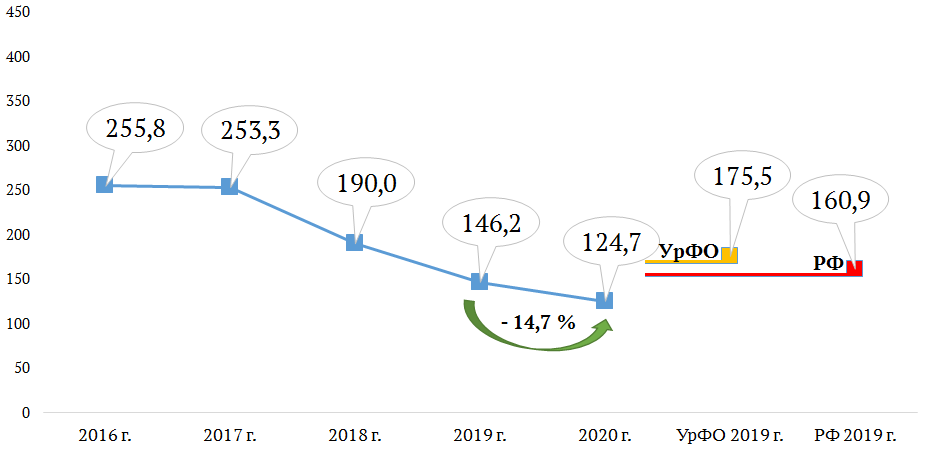 450
400
350
300
250
200
150
100
50
0
255,8
253,3
190,0
146,2
124,7
175,5
160,9
УрФО
РФ
- 14,7 %
2016 г.
2017 г.
2018 г.
2019 г.
2020 г.
УрФО 2019 г.
РФ 2019 г.